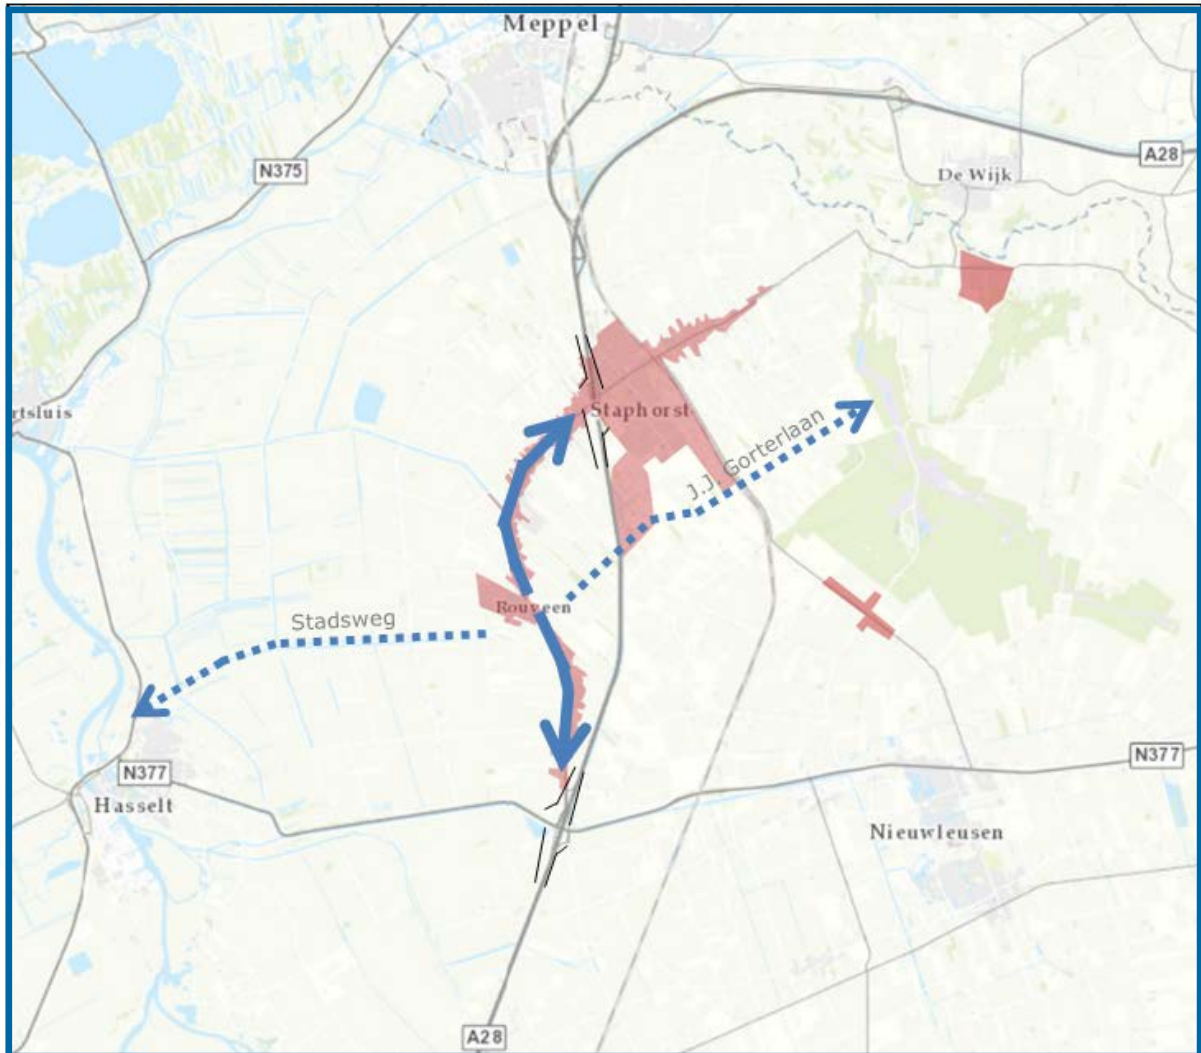 Meppel
N375
A28
De Wijk
rtsluis
Staphorst
J.J. Gorterlaan
Rouveen
Stadsweg
N377
N377
Hasselt
Nieuwleusen
A28